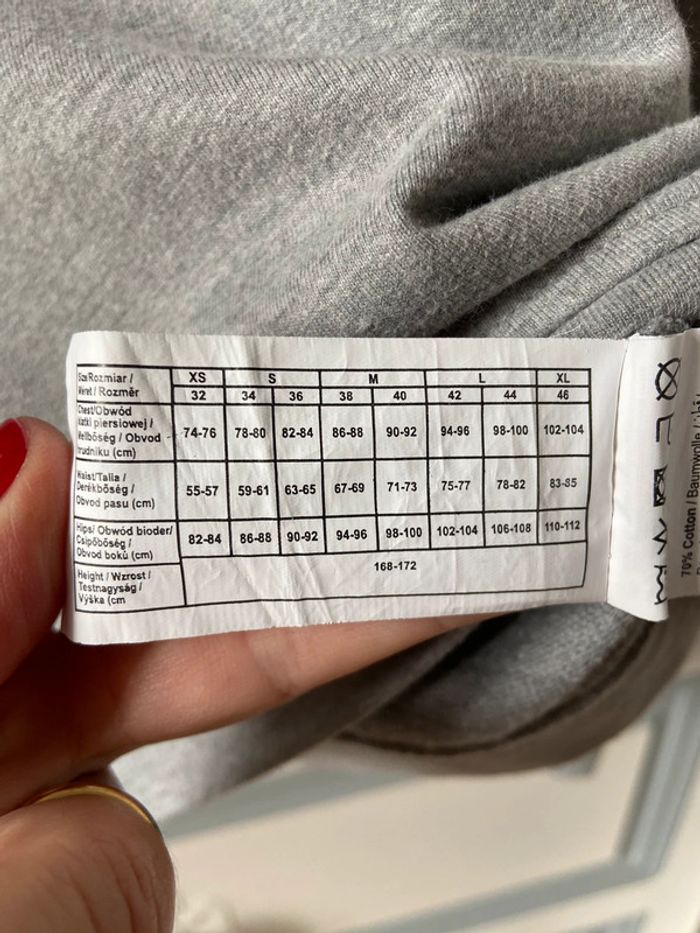 Size/Rozmiar / XS S M L XL
Méret / Rozměr 32 34 36 38 40 42 44 46
Chest/Obwód
klatki piersiowej /
Mellbőség / Obvod - 74-76 78-80 82-84 86-88 90-92 94-96 98-100 102-104
hrudníku (cm)
Waist/Talia /
Derékbőség / 55-57 59-61 63-65 67-69 71-73 75-77 78-82 83-85
Obvod pasu (cm)
Hips/ Obwód bioder/
Csípőbőség / 82-84 86-88 90-92 94-96 98-100 102-104 106-108 110-112
Obvod boků (cm)
Height / Wzrost / 168-172
Testnagyság /
Výška (cm
70% Cotton / Baumwolle /